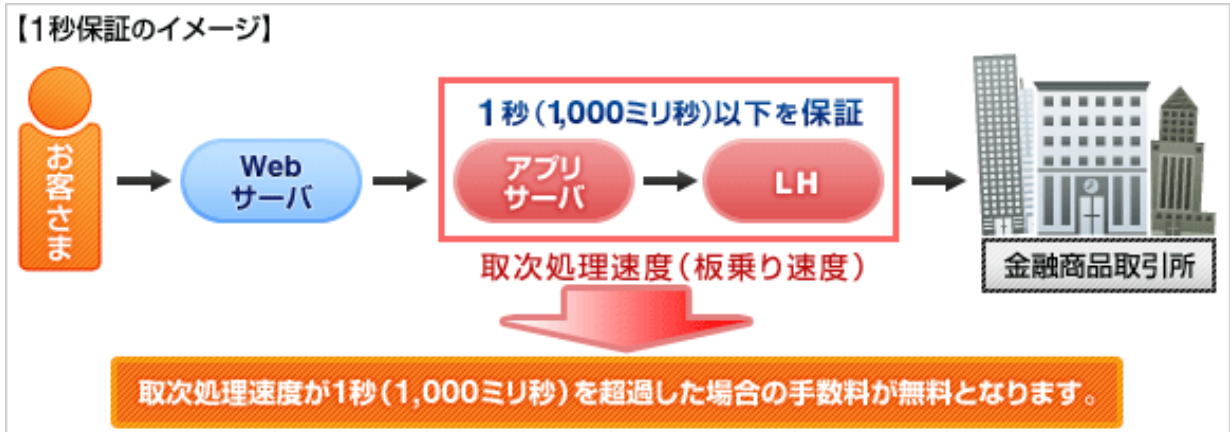 【1秒保証のイメージ】
お客さま
Web
サーバ
1秒(1,000ミリ秒)以下を保証
アプリ
サーバ
LH
取次処理速度(板乗り速度)
金融商品取引所
取次処理速度が1秒(1,000ミリ秒)を超過した場合の手数料が無料となります。